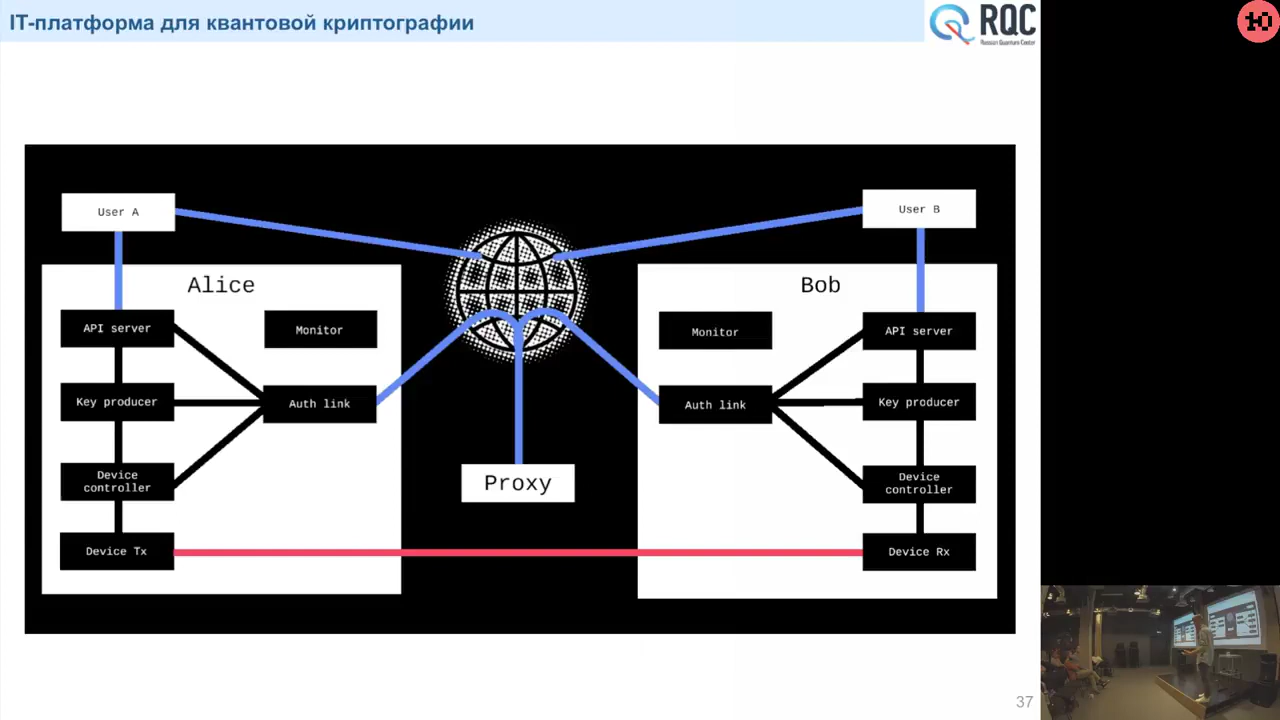 IT-платформа для квантовой криптографии
RQC
Russian Quantum Center
Ю
User A
User B
Alice
Bob
API server
Monitor
Monitor
API server
Key producer
Auth link
Auth link
Key producer
Device
controller
Proxy
Device
controller
Device Tx
Device Rx
37